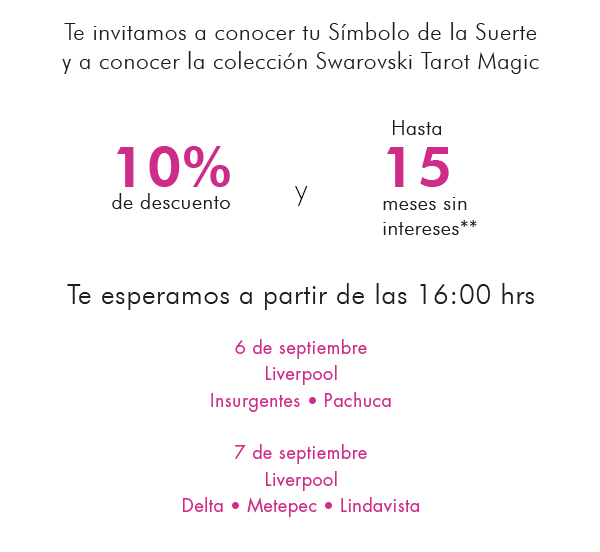 Te invitamos a conocer tu Símbolo de la Suerte
y a conocer la colección Swarovski Tarot Magic
10%
de descuento
y
Hasta
15
meses sin
intereses**
Te esperamos a partir de las 16:00 hrs
6 de septiembre
Liverpool
Insurgentes • Pachuca
7 de septiembre
Liverpool
Delta • Metepec • Lindavista